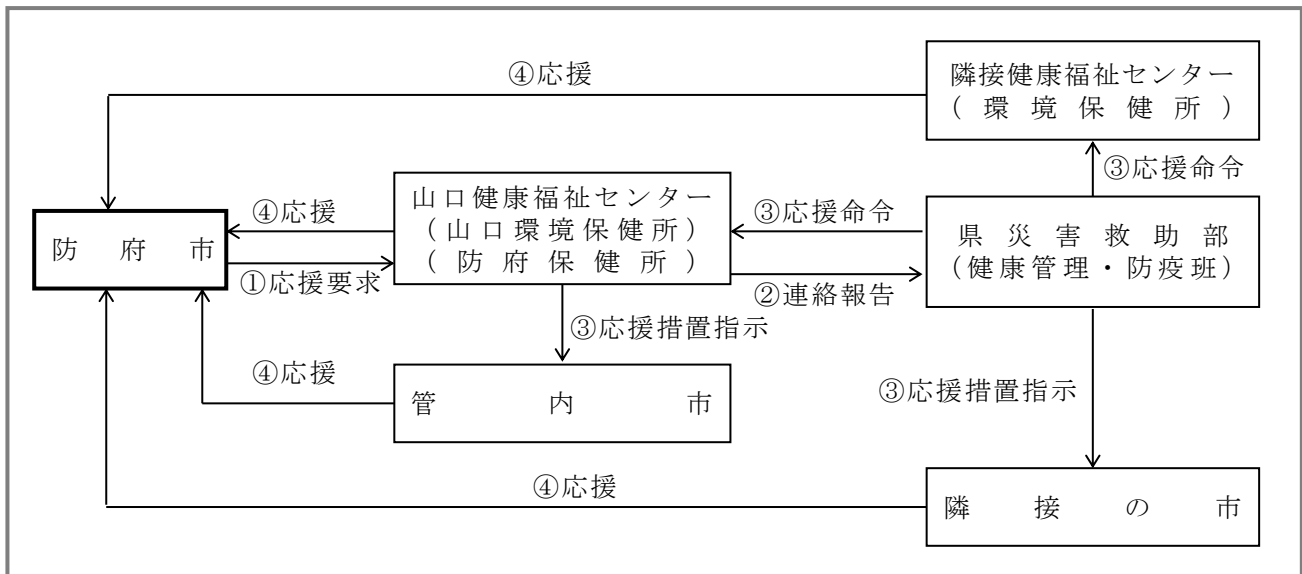 ④応援
隣接健康福祉センター
(環境保健所)
③応援命令
防府市
④応援
①応援要求
山口健康福祉センター
(山口環境保健所)
(防府保健所)
③応援命令
②連絡報告
県災害救助部
(健康管理・防疫班)
③応援措置指示
④応援
管内市
③応援措置指示
④応援
隣接の市